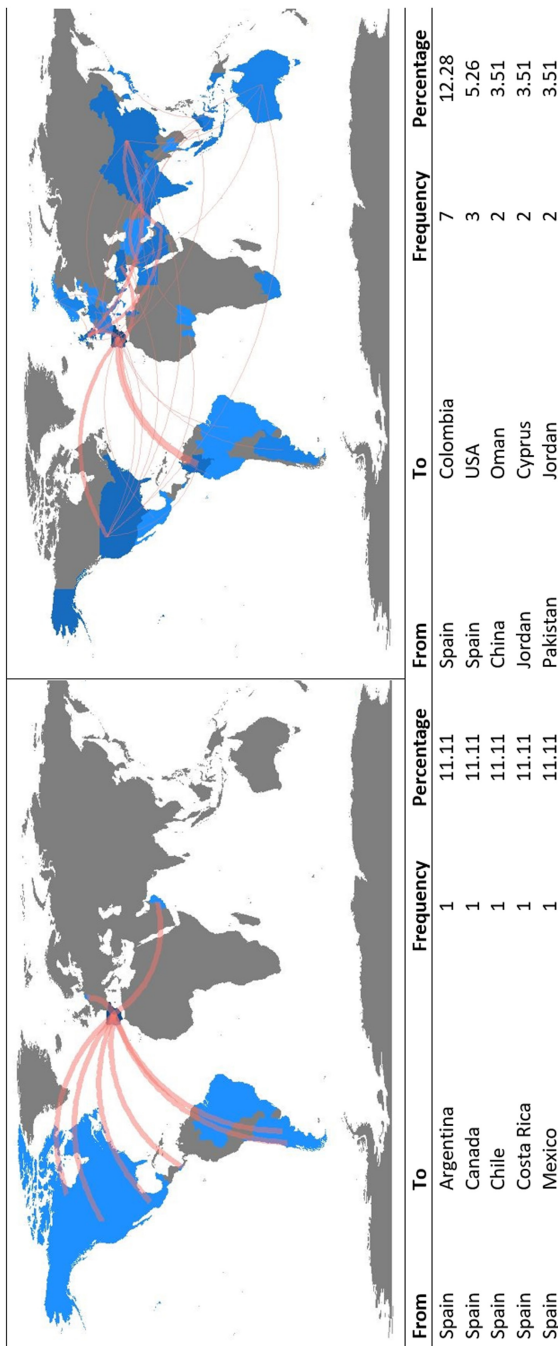 From To Frequency Percentage
Spain Argentina 1 11.11
Spain Canada 1 11.11
Spain Chile 1 11.11
Spain Costa Rica 1 11.11
Spain Mexico 1 11.11
From To Frequency Percentage
Spain Colombia 7 12.28
Spain USA 3 5.26
China Oman 2 3.51
Jordan Cyprus 2 3.51
Pakistan Jordan 2 3.51